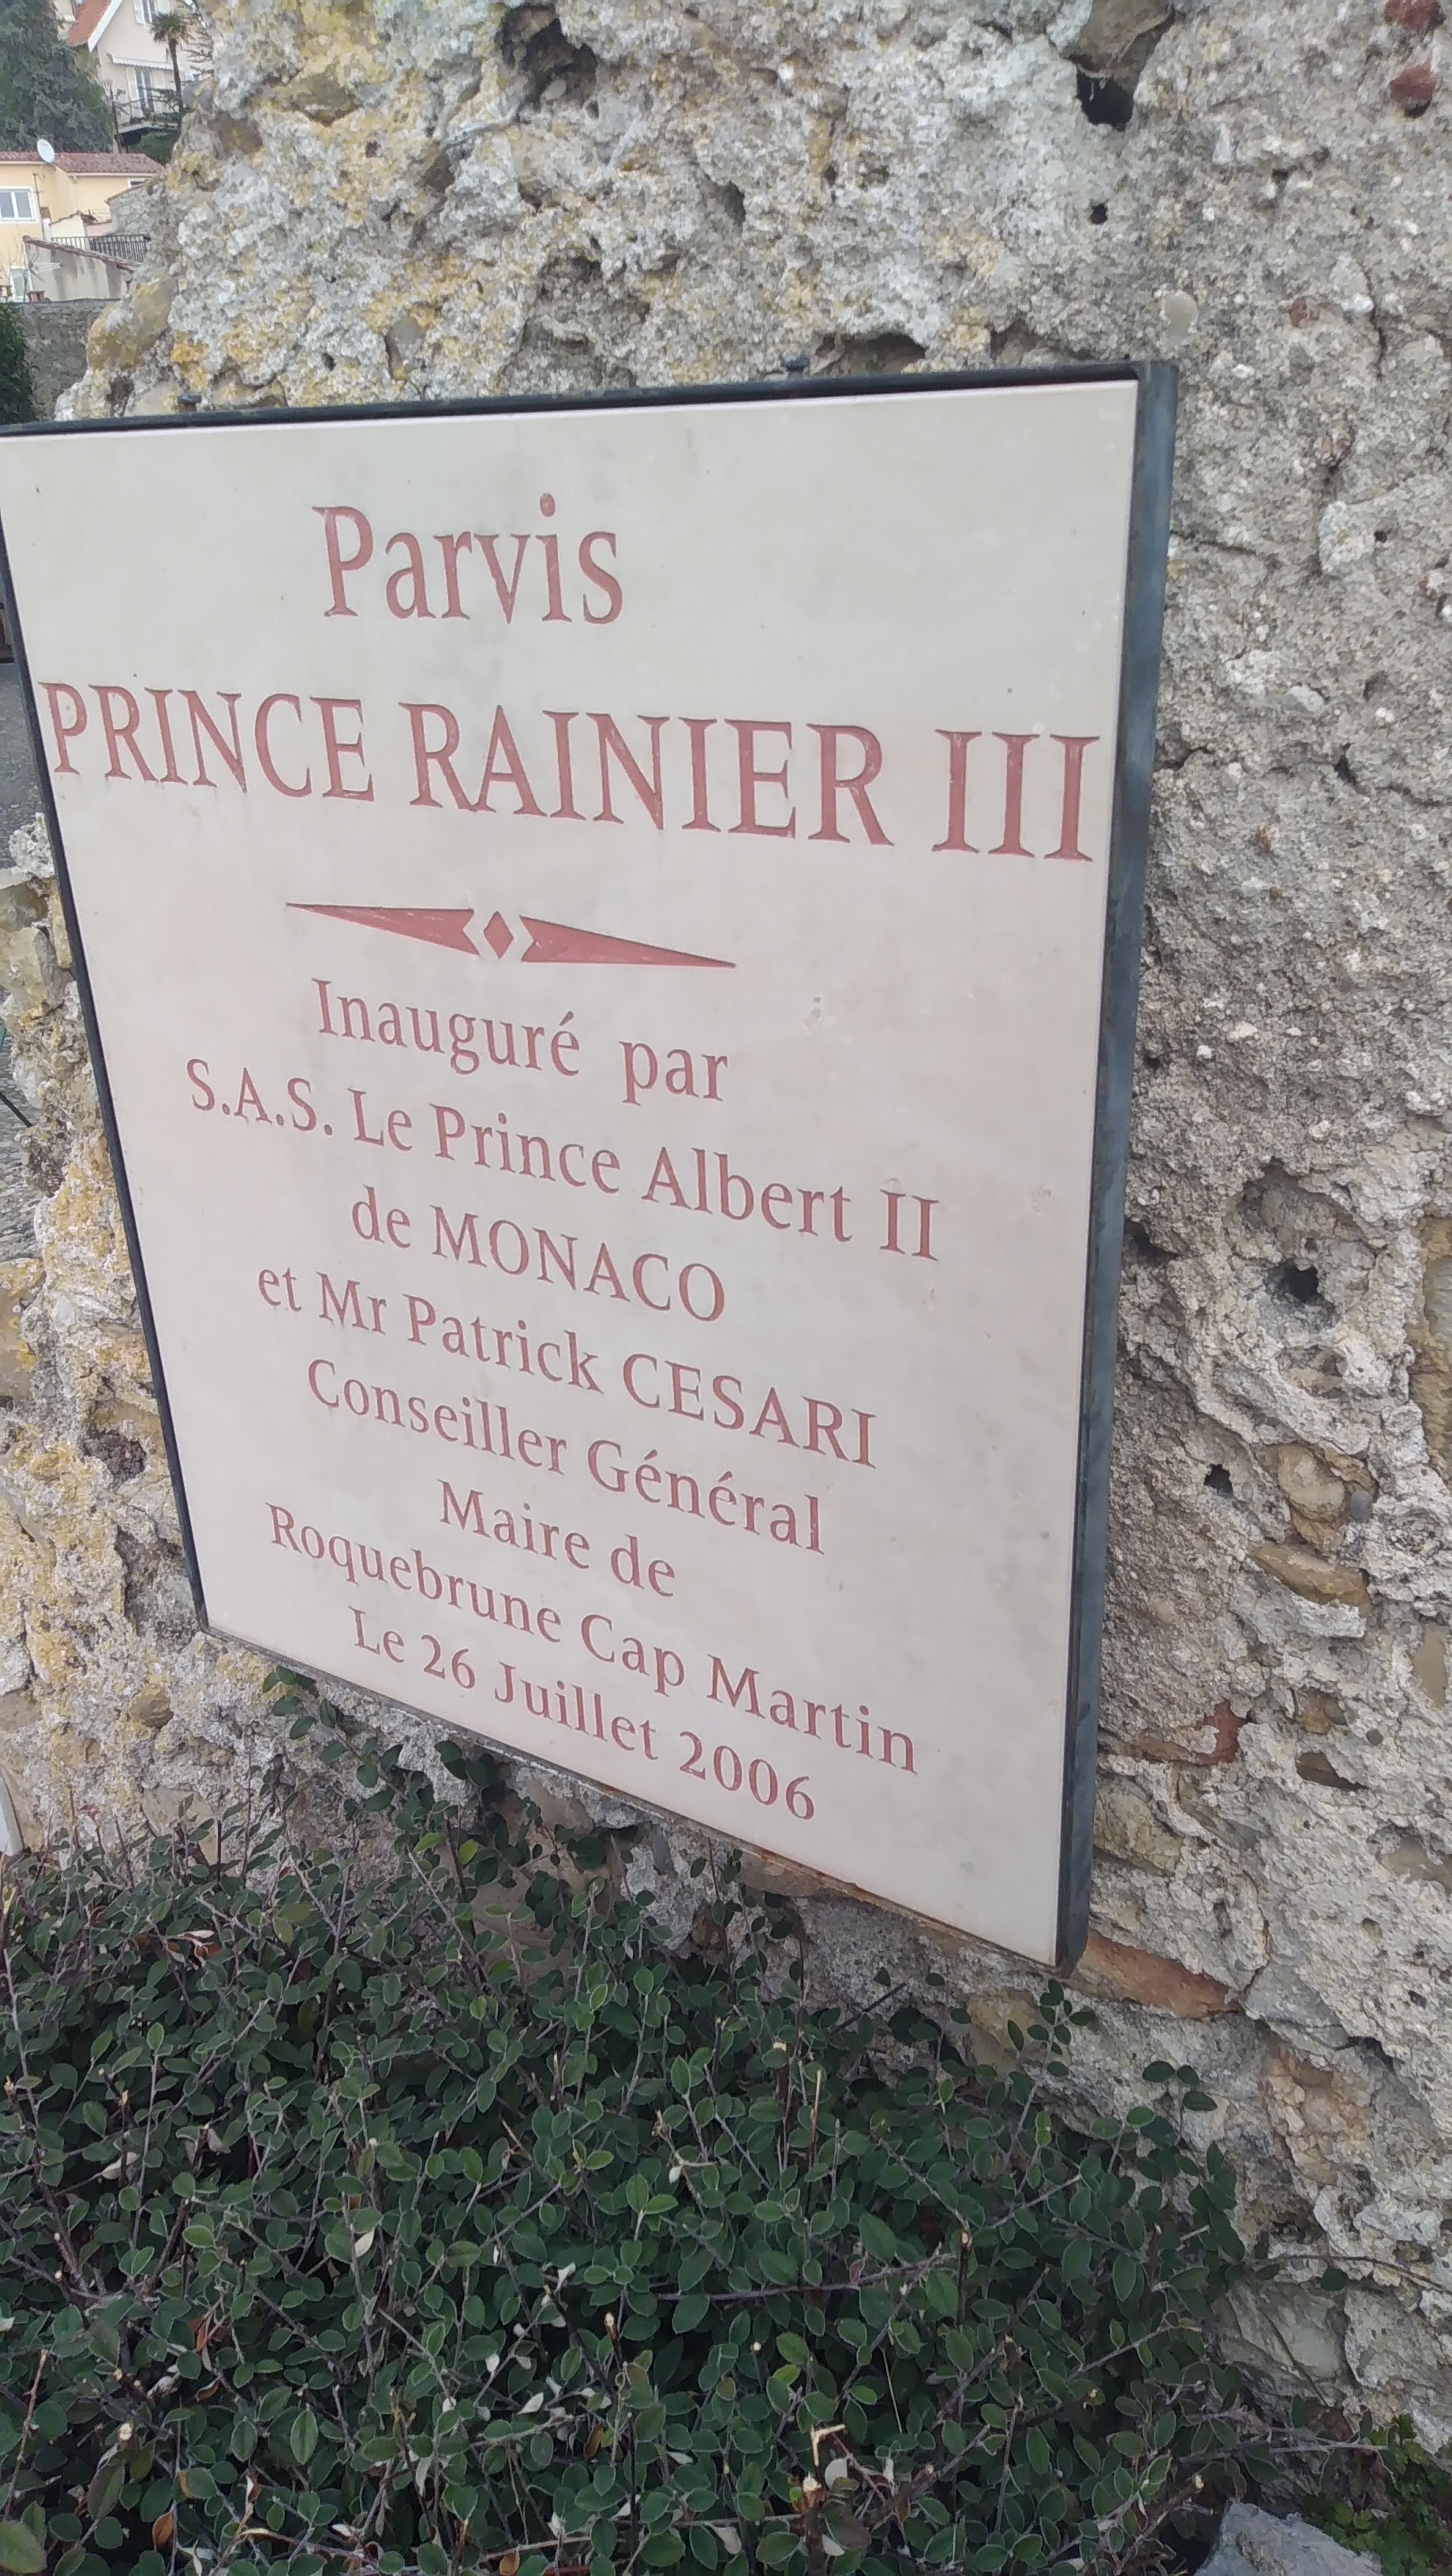 Parvis
PRINCE RAINIER III
Inauguré par
S.A.S. Le Prince Albert II
de MONACO
et Mr Patrick CESARI
Conseiller Général
Maire de
Roquebrune Cap Martin
Le 26 Juillet 2006